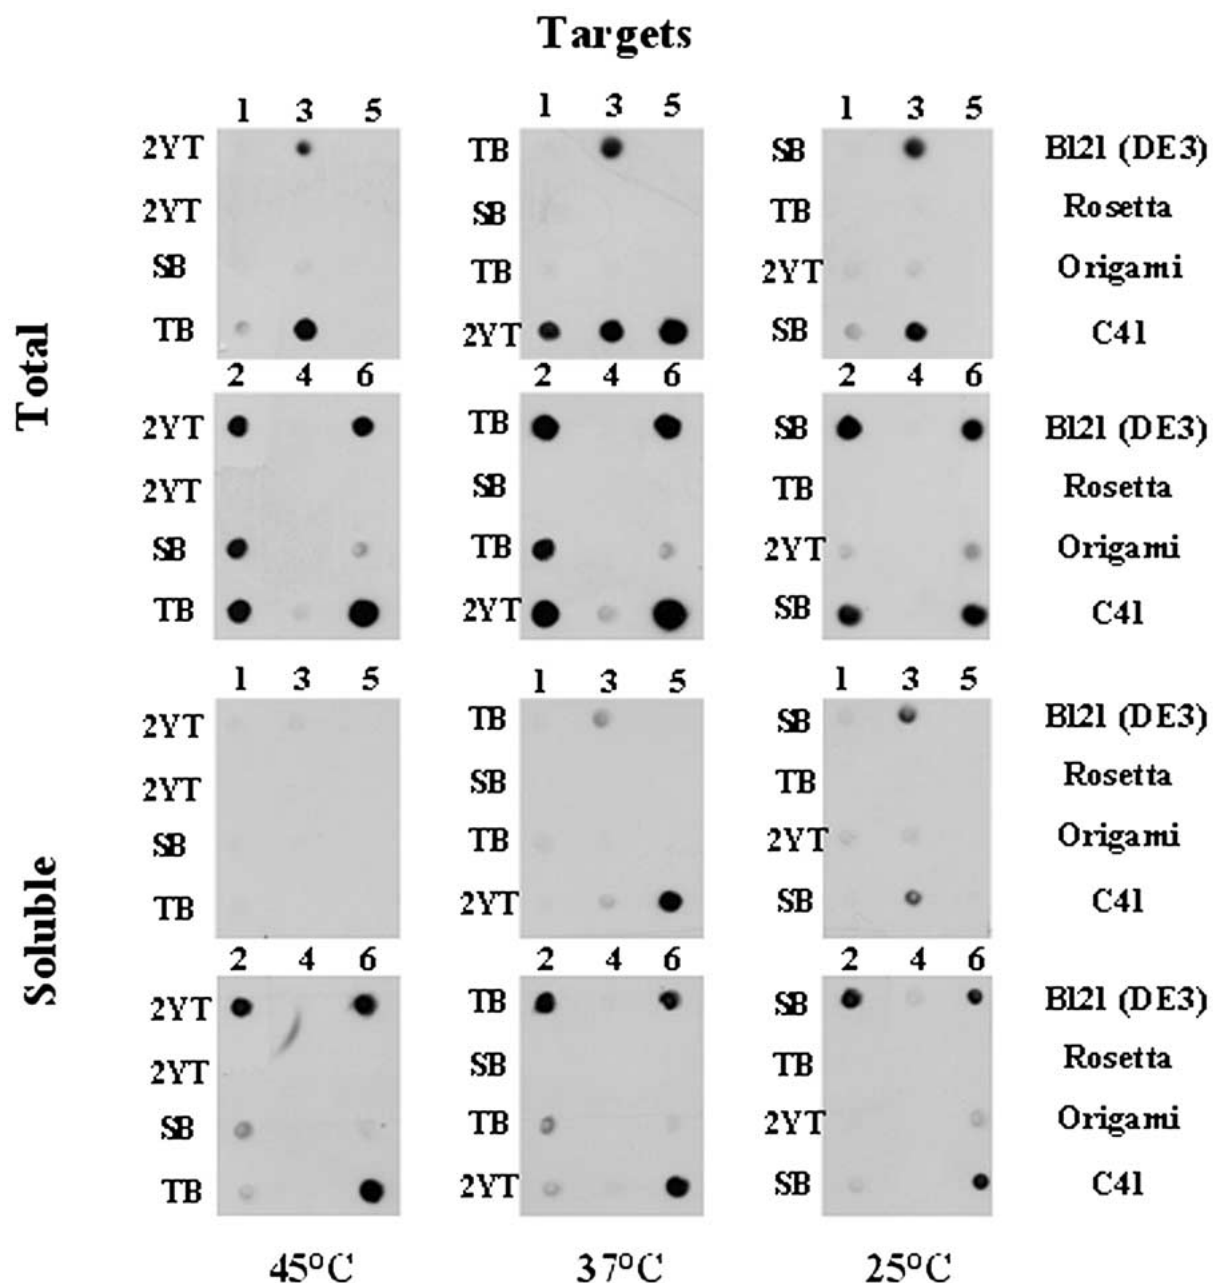 Targets
1 3 5 1 3 5 1 3 5
2YT TB SB Bl21 (DE3)
2YT SB TB Rosetta
SB TB 2YT Origami
TB 2YT SB C41
Total
2 4 6 2 4 6 2 4 6
2YT TB SB Bl21 (DE3)
2YT SB TB Rosetta
SB TB 2YT Origami
TB 2YT SB C41
1 3 5 1 3 5 1 3 5
2YT TB SB Bl21 (DE3)
2YT SB TB Rosetta
SB TB 2YT Origami
TB 2YT SB C41
Soluble
2 4 6 2 4 6 2 4 6
2YT TB SB Bl21 (DE3)
2YT SB TB Rosetta
SB TB 2YT Origami
TB 2YT SB C41
45°C 37°C 25°C